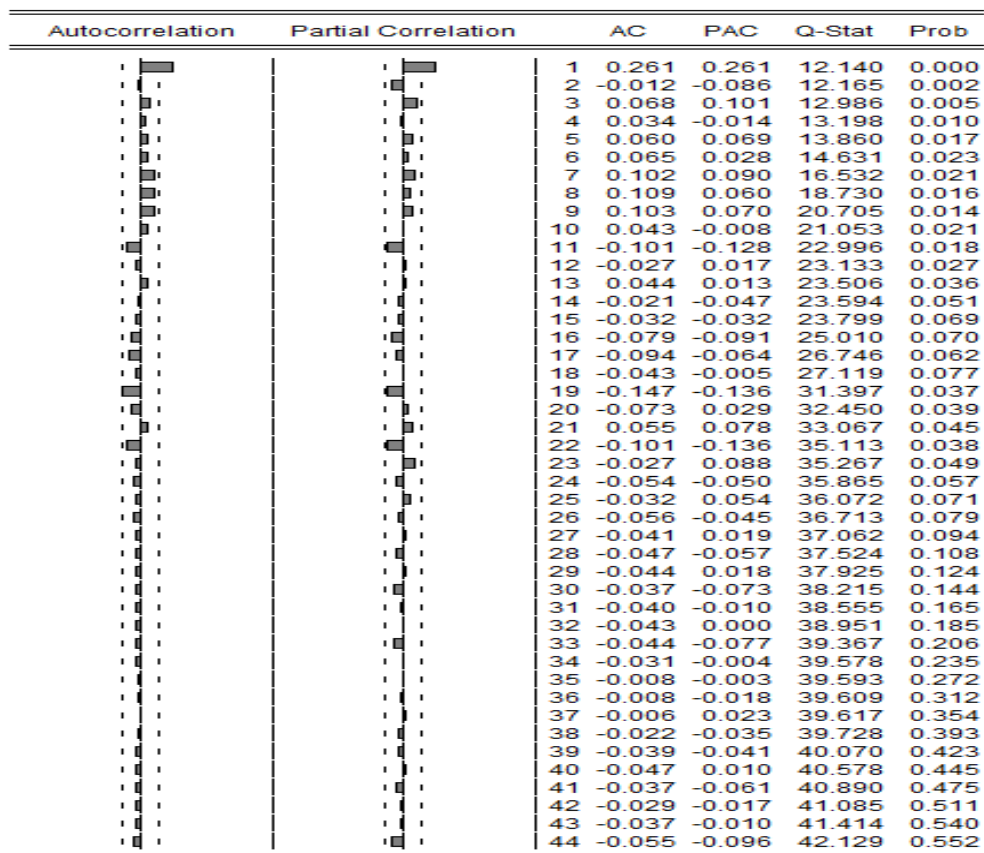 Autocorrelation Partial Correlation AC PAC Q-Stat Prob
1 0.261 0.261 12.140 0.000
2 -0.012 -0.086 12.165 0.002
3 0.068 0.101 12.986 0.005
4 0.034 -0.014 13.198 0.010
5 0.060 0.069 13.860 0.017
6 0.065 0.028 14.631 0.023
7 0.102 0.090 16.532 0.021
8 0.109 0.060 18.730 0.016
9 0.103 0.070 20.705 0.014
10 0.043 -0.008 21.053 0.021
11 -0.101 -0.128 22.996 0.018
12 -0.027 0.017 23.133 0.027
13 0.044 0.013 23.506 0.036
14 -0.021 -0.047 23.594 0.051
15 -0.032 -0.032 23.799 0.069
16 -0.079 -0.091 25.010 0.070
17 -0.094 -0.064 26.746 0.062
18 -0.043 -0.005 27.119 0.077
19 -0.147 -0.136 31.397 0.037
20 -0.073 0.029 32.450 0.039
21 0.055 0.078 33.067 0.045
22 -0.101 -0.136 35.113 0.038
23 -0.027 0.088 35.267 0.049
24 -0.054 -0.050 35.865 0.057
25 -0.032 0.054 36.072 0.071
26 -0.056 -0.045 36.713 0.079
27 -0.041 0.019 37.062 0.094
28 -0.047 -0.057 37.524 0.108
29 -0.044 0.018 37.925 0.124
30 -0.037 -0.073 38.215 0.144
31 -0.040 -0.010 38.555 0.165
32 -0.043 0.000 38.951 0.185
33 -0.044 -0.077 39.367 0.206
34 -0.031 -0.004 39.578 0.235
35 -0.008 -0.003 39.593 0.272
36 -0.008 -0.018 39.609 0.312
37 -0.006 0.023 39.617 0.354
38 -0.022 -0.035 39.728 0.393
39 -0.039 -0.041 40.070 0.423
40 -0.047 0.010 40.578 0.445
41 -0.037 -0.061 40.890 0.475
42 -0.029 -0.017 41.085 0.511
43 -0.037 -0.010 41.414 0.540
44 -0.055 -0.096 42.129 0.552